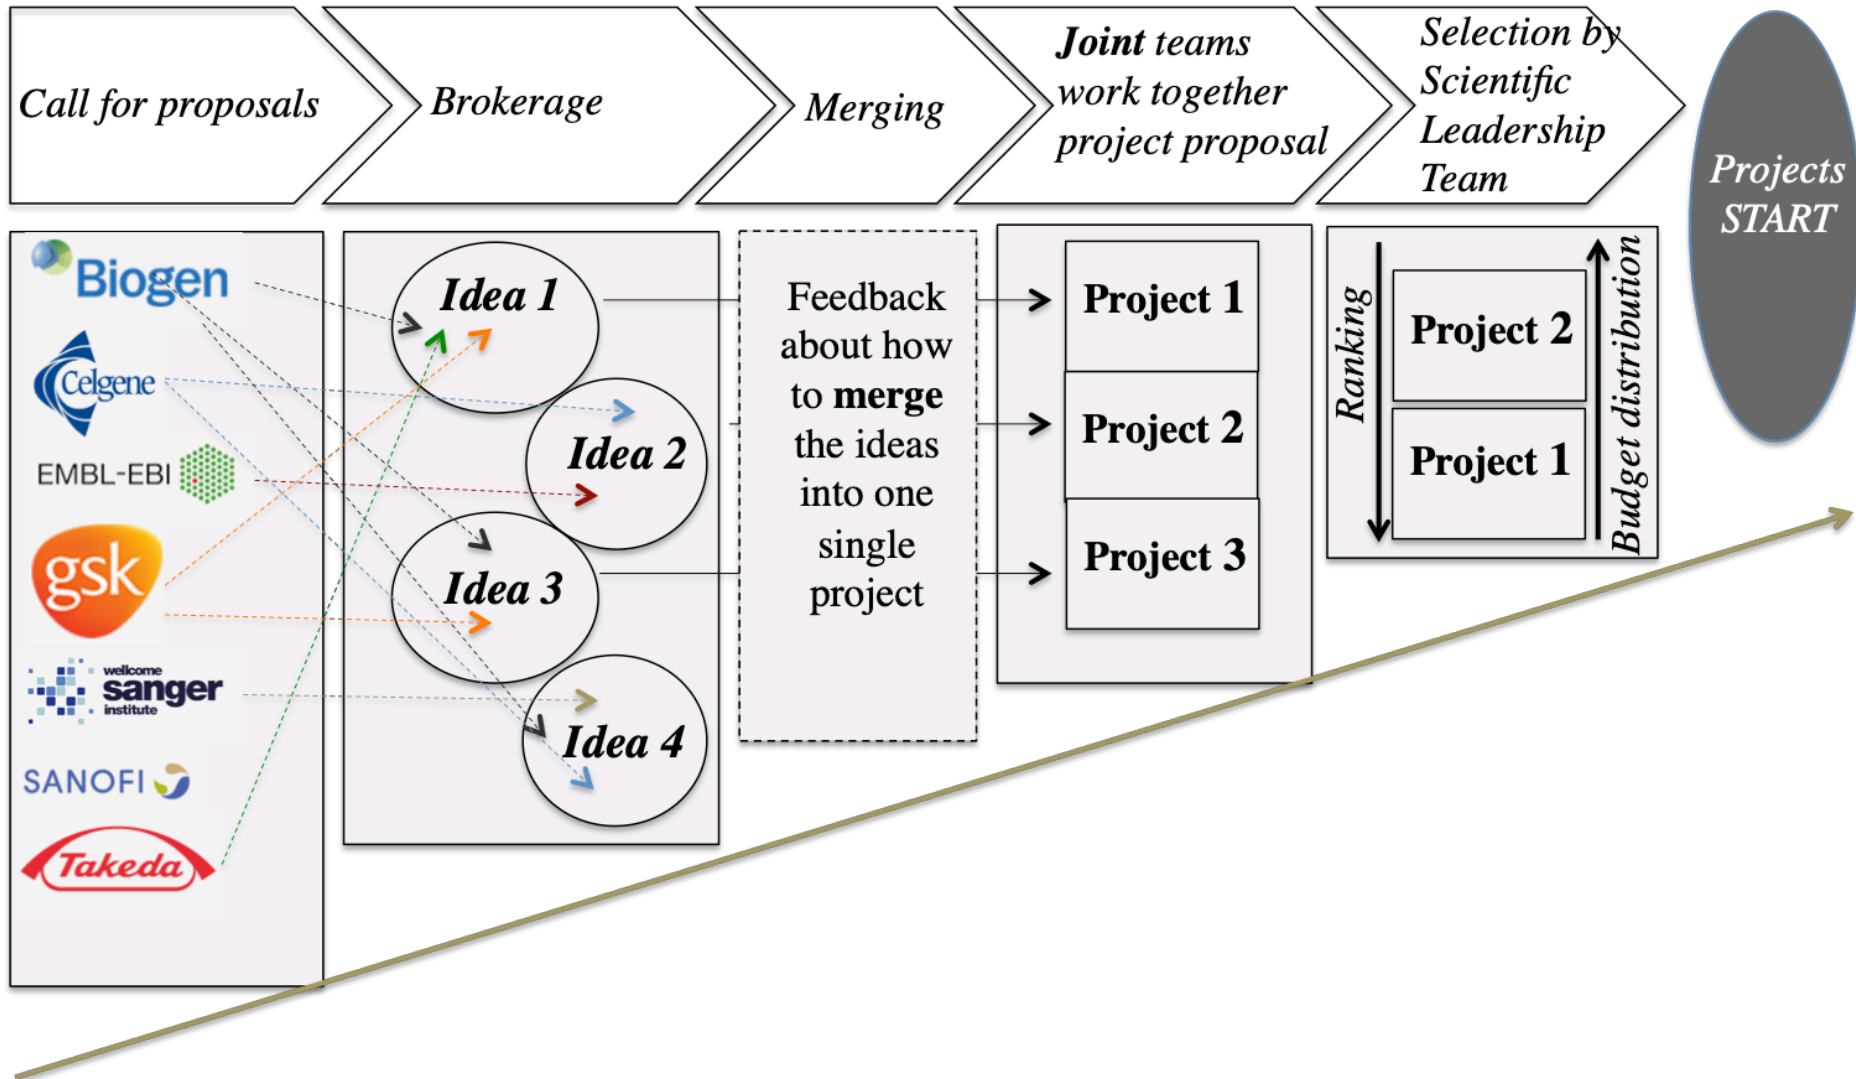 Call for proposals
Brokerage
Merging
Joint teams
work together
project proposal
Selection by
Scientific
Leadership
Team
Projects
START
Biogen
Celgene
EMBL-EBI
gsk
wellcome
sanger
institute
SANOFI
Takeda
Idea 1
Idea 2
Idea 3
Idea 4
Feedback
about how
to merge
the ideas
into one
single
project
Project 1
Project 2
Project 3
Ranking
Project 2
Project 1
Budget distribution